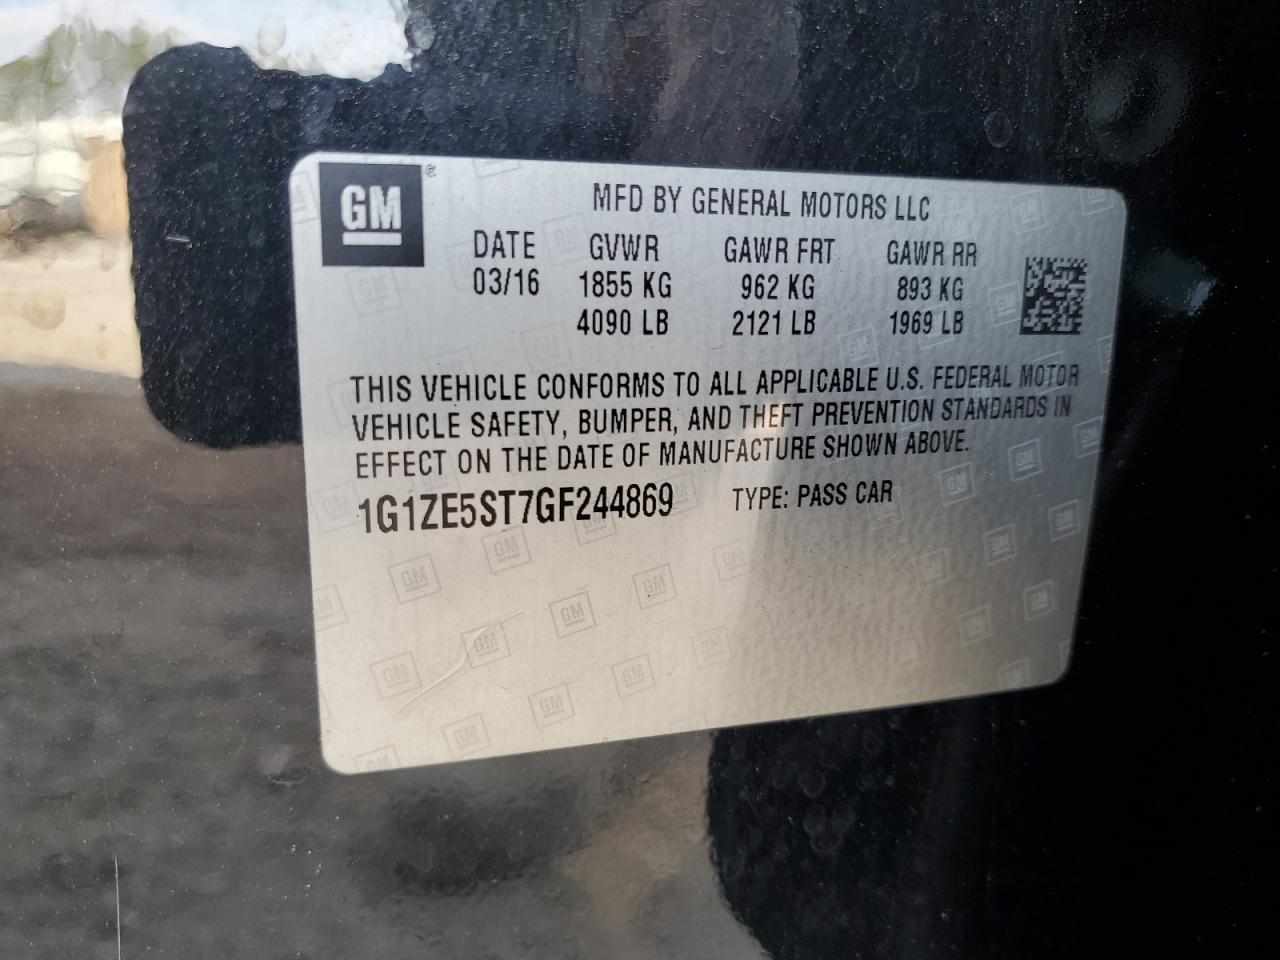 GM
MFD BY GENERAL MOTORS LLC
DATE GVWR GAWR FRT GAWR RR
03/16 1855 KG 962 KG 893 KG
4090 LB 2121 LB 1969 LB
THIS VEHICLE CONFORMS TO ALL APPLICABLE U.S. FEDERAL MOTOR
VEHICLE SAFETY, BUMPER, AND THEFT PREVENTION STANDARDS IN
EFFECT ON THE DATE OF MANUFACTURE SHOWN ABOVE.
1G1ZE5ST7GF244869 TYPE: PASS CAR